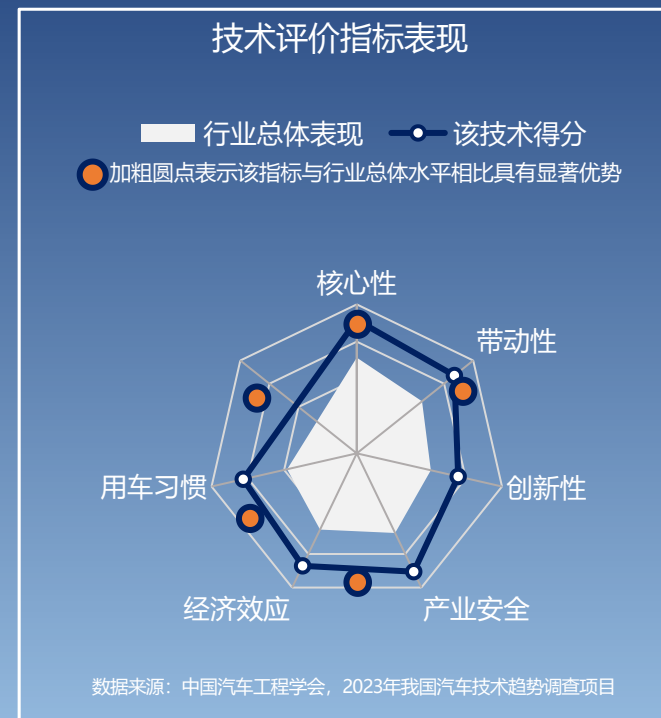 技术评价指标表现
行业总体表现 该技术得分
加粗圆点表示该指标与行业总体水平相比具有显著优势
核心性
带动性
用车习惯
创新性
经济效应
产业安全
数据来源：中国汽车工程学会，2023年我国汽车技术趋势调查项目